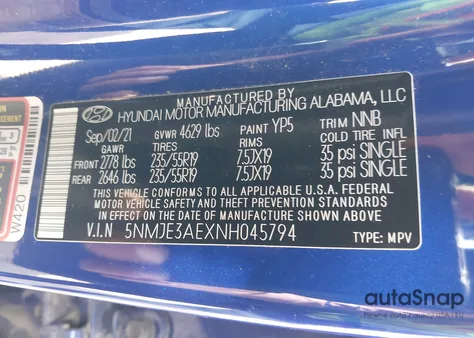 MANUFACTURED BY
HYUNDAI MOTOR MANUFACTURING ALABAMA, LLC
Sep/02/21 GVWR 4629 lbs PAINT YP5 TRIM NNB
GAWR TIRES RIMS COLD TIRE INFL
FRONT 2778 lbs 235/55R19 7.5JX19 35 psi SINGLE
REAR 2646 lbs 235/55R19 7.5JX19 35 psi SINGLE
THIS VEHICLE CONFORMS TO ALL APPLICABLE U.S.A. FEDERAL
MOTOR VEHICLE SAFETY AND THEFT PREVENTION STANDARDS
IN EFFECT ON THE DATE OF MANUFACTURE SHOWN ABOVE.
V.I.N 5NMJE3AEXNH045794 TYPE: MPV
W420
autoSnap